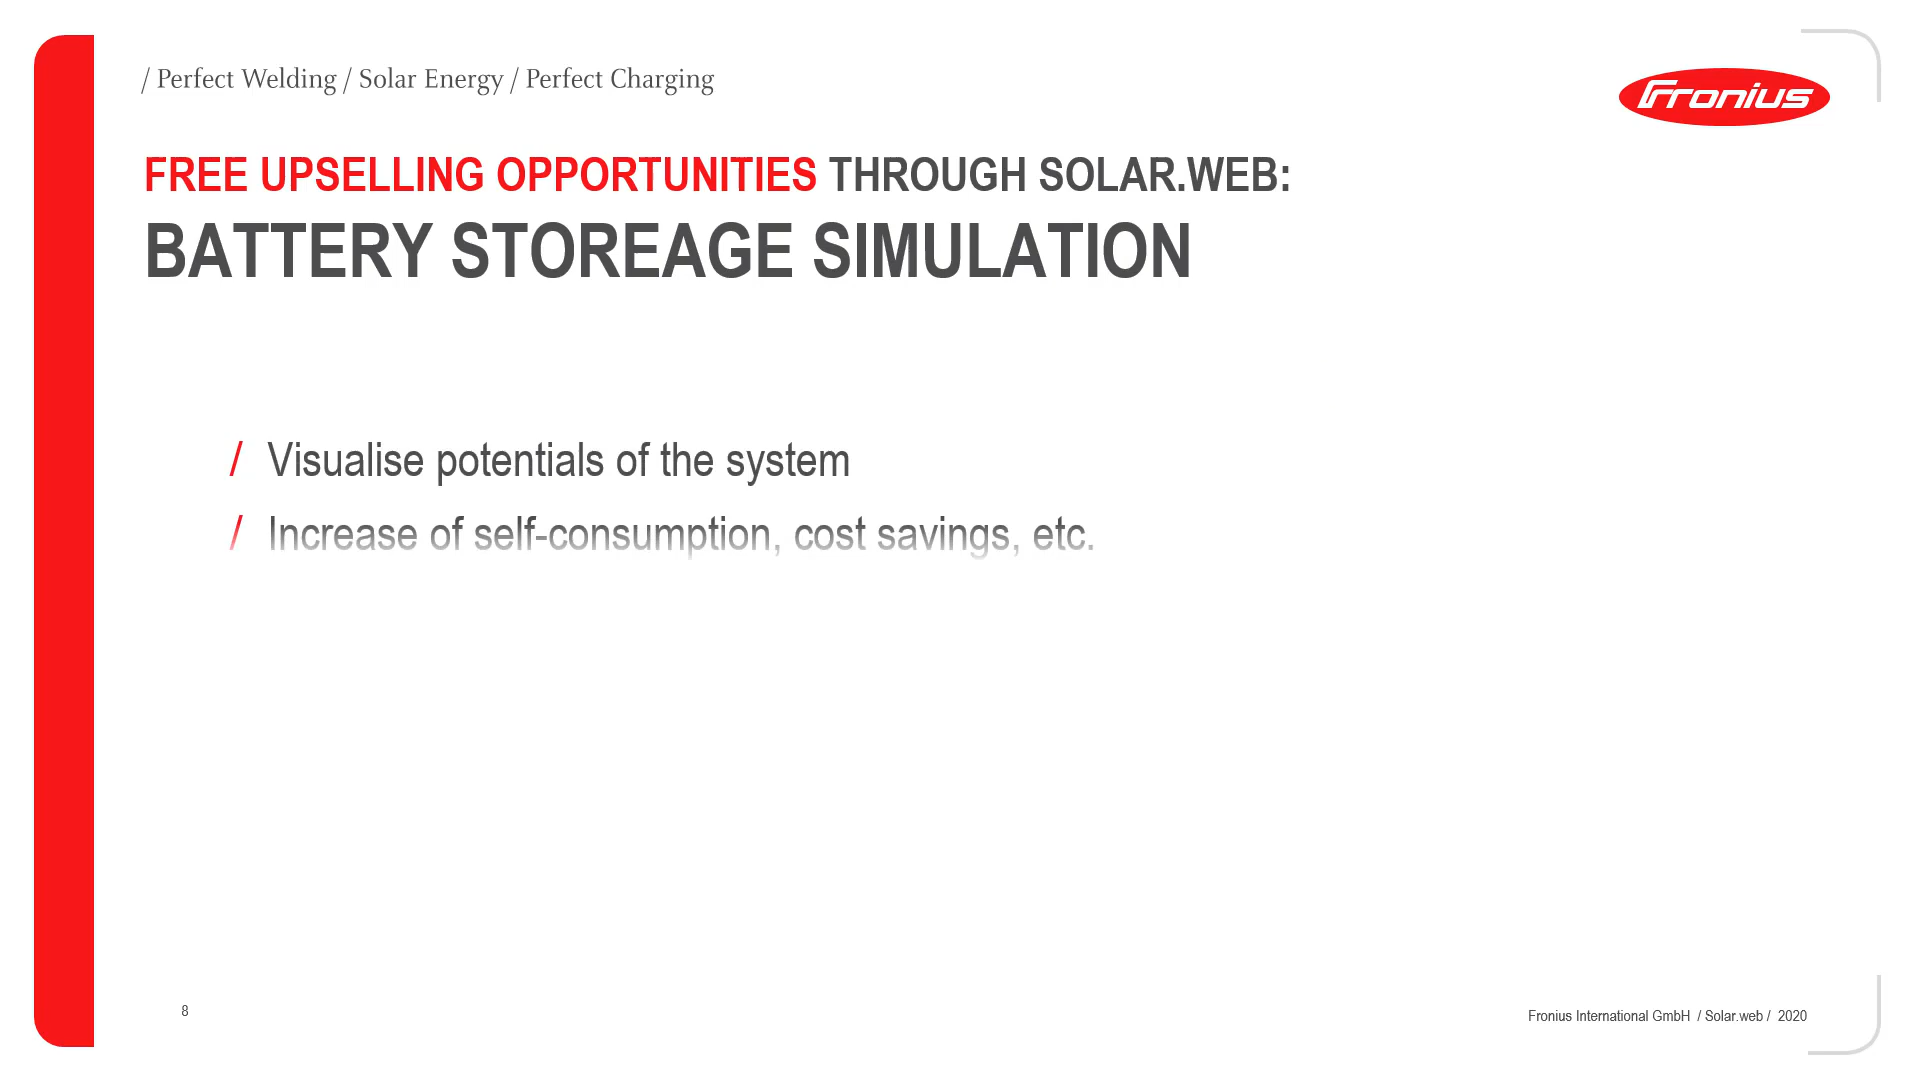 / Perfect Welding / Solar Energy / Perfect Charging
Fronius
FREE UPSELLING OPPORTUNITIES THROUGH SOLAR.WEB:
BATTERY STOREAGE SIMULATION
/ Visualise potentials of the system
/ Increase of self-consumption, cost savings, etc.
8
Fronius International GmbH / Solar.web / 2020